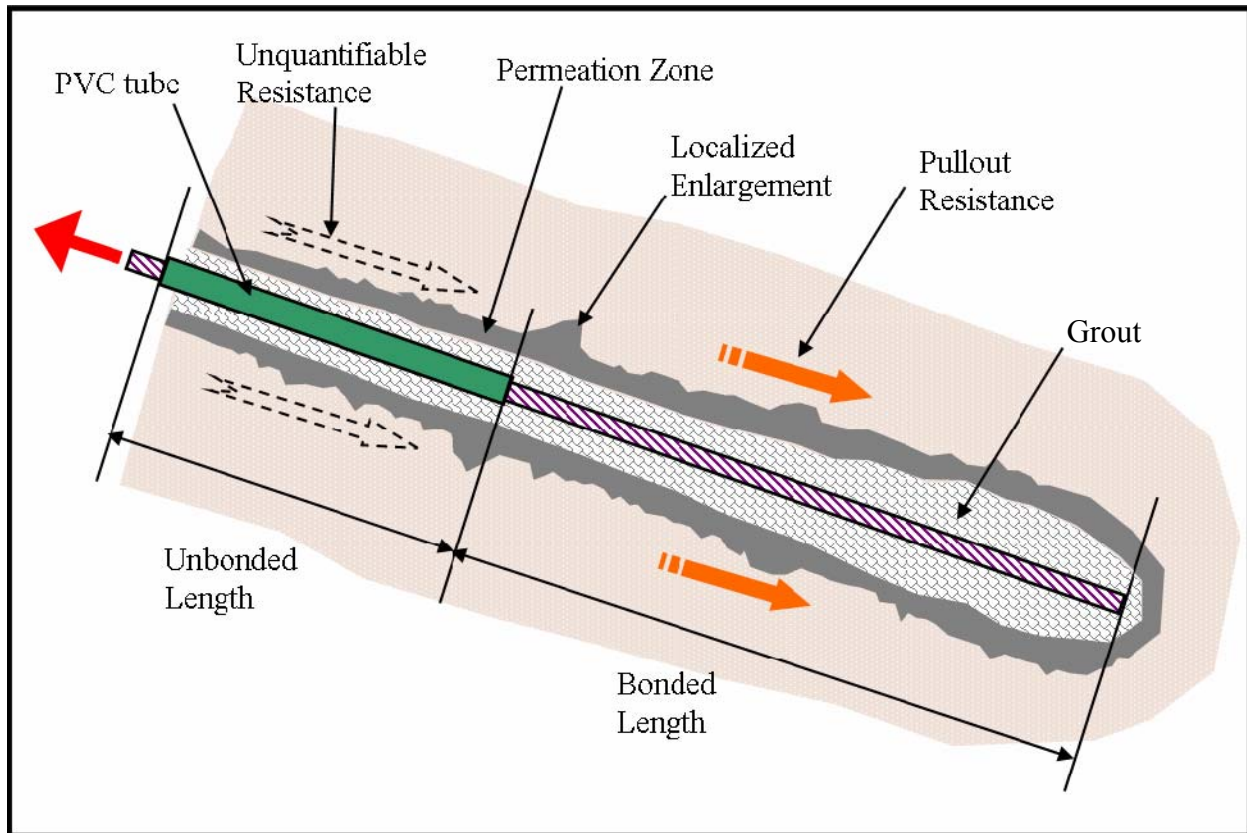 Unquantifiable
Resistance
PVC tube
Permeation Zone
Localized
Enlargement
Pullout
Resistance
Grout
Unbonded
Length
Bonded
Length